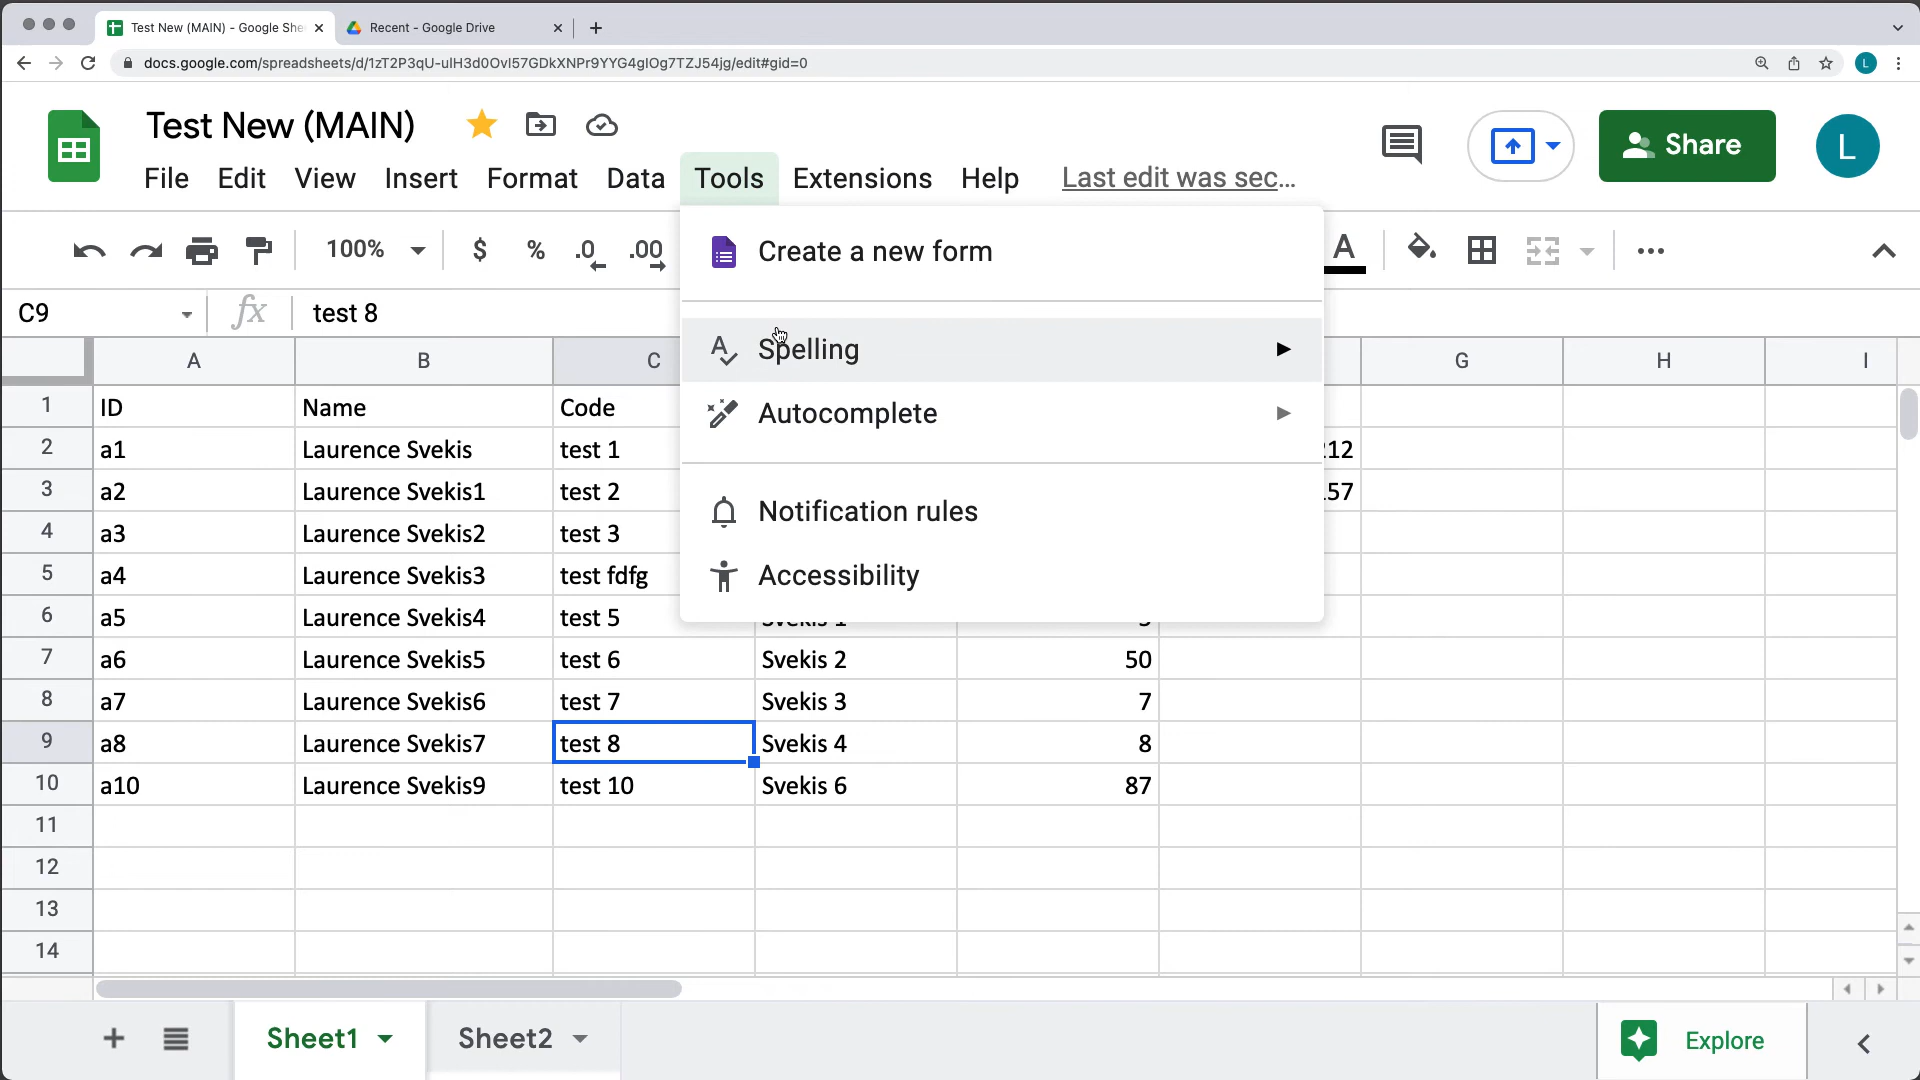 Test New (MAIN) - Google She
Recent - Google Drive
docs.google.com/spreadsheets/d/1zT2P3qU-uIH3d0OvI57GDkXNPr9YYG4gIOg7TZJ54jg/edit#gid=0
L
Test New (MAIN)
Share
L
File Edit View Insert Format Data Tools Extensions Help Last edit was sec...
100% $ % .0 .00 A
Create a new form
C9 fx test 8
Spelling
Autocomplete
Notification rules
Accessibility
A B C G H I
1 ID Name Code
2 a1 Laurence Svekis test 1 212
3 a2 Laurence Svekis1 test 2 157
4 a3 Laurence Svekis2 test 3
5 a4 Laurence Svekis3 test fdfg
6 a5 Laurence Svekis4 test 5 Svekis 1
7 a6 Laurence Svekis5 test 6 Svekis 2 50
8 a7 Laurence Svekis6 test 7 Svekis 3 7
9 a8 Laurence Svekis7 test 8 Svekis 4 8
10 a10 Laurence Svekis9 test 10 Svekis 6 87
11
12
13
14
Sheet1 Sheet2 Explore